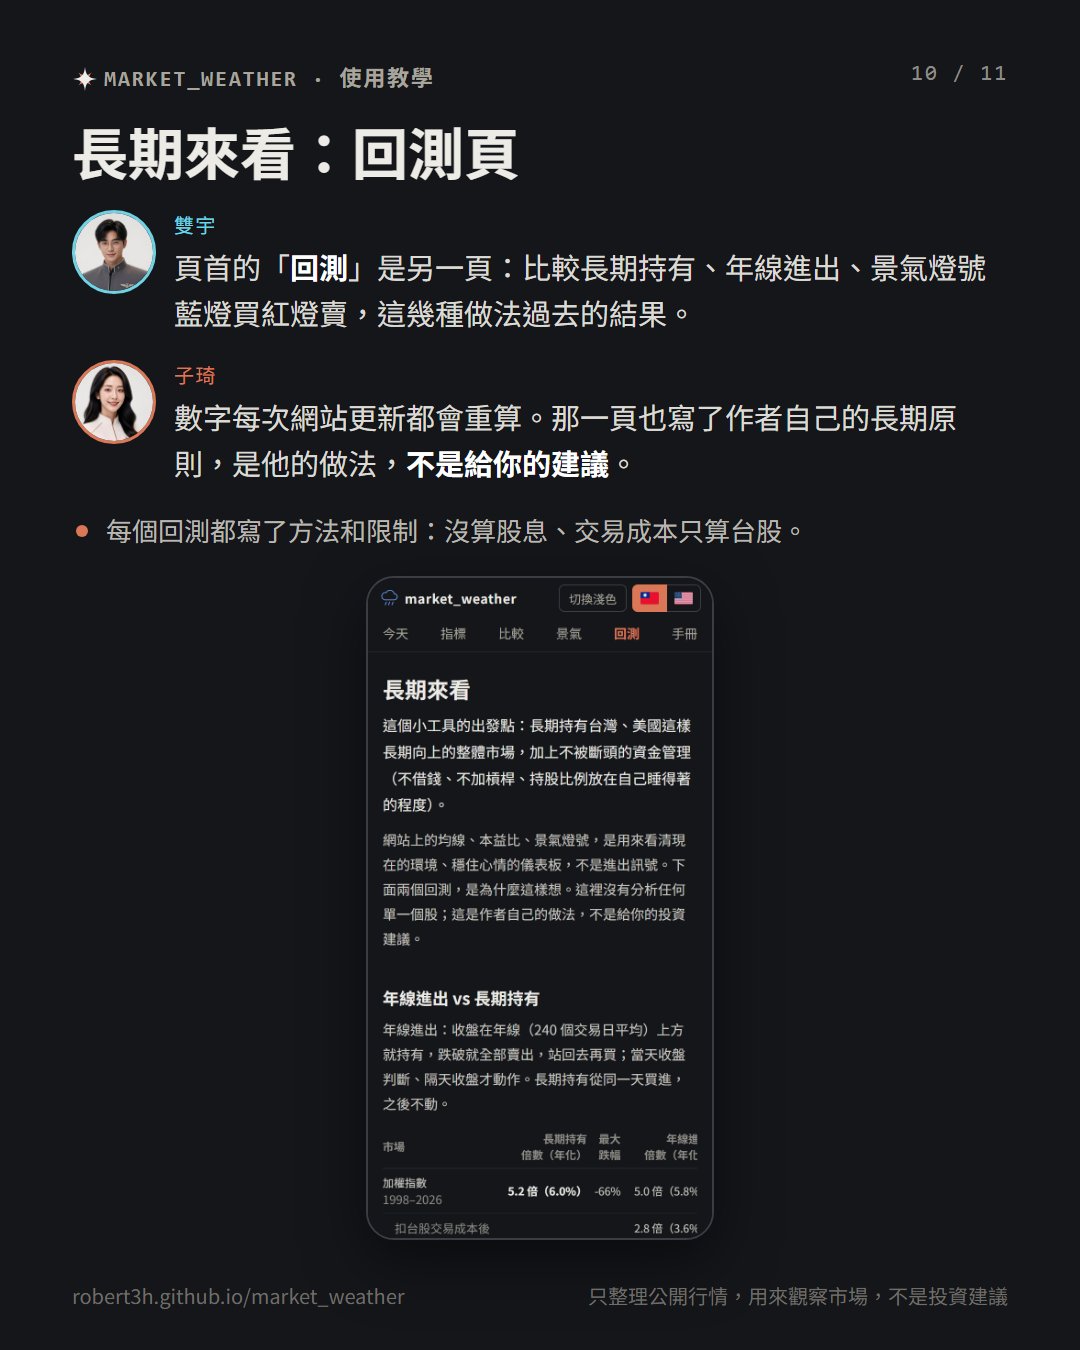 MARKET_WEATHER · 使用教學
10 / 11
長期來看：回測頁
雙宇
頁首的「回測」是另一頁：比較長期持有、年線進出、景氣燈號
藍燈買紅燈賣，這幾種做法過去的結果。
子琦
數字每次網站更新都會重算。那一頁也寫了作者自己的長期原
則，是他的做法，不是給你的建議。
每個回測都寫了方法和限制：沒算股息、交易成本只算台股。
market_weather
切換淺色
今天 指標 比較 景氣 回測 手冊
長期來看
這個小工具的出發點：長期持有台灣、美國這樣
長期向上的整體市場，加上不被斷頭的資金管理
（不借錢、不加槓桿、持股比例放在自己睡得著
的程度）。
網站上的均線、本益比、景氣燈號，是用來看清現
在的環境、穩住心情的儀表板，不是進出訊號。下
面兩個回測，是為什麼這樣想。這裡沒有分析任何
單一個股；這是作者自己的做法，不是給你的投資
建議。
年線進出 vs 長期持有
年線進出：收盤在年線（240 個交易日平均）上方
就持有，跌破就全部賣出，站回去再買；當天收盤
判斷、隔天收盤才動作。長期持有從同一天買進，
之後不動。
市場
長期持有
倍數（年化）
最大
跌幅
年線進
倍數（年化
加權指數
1998–2026
5.2 倍（6.0%） -66% 5.0 倍（5.8%
扣台股交易成本後 2.8 倍（3.6%
robert3h.github.io/market_weather
只整理公開行情，用來觀察市場，不是投資建議